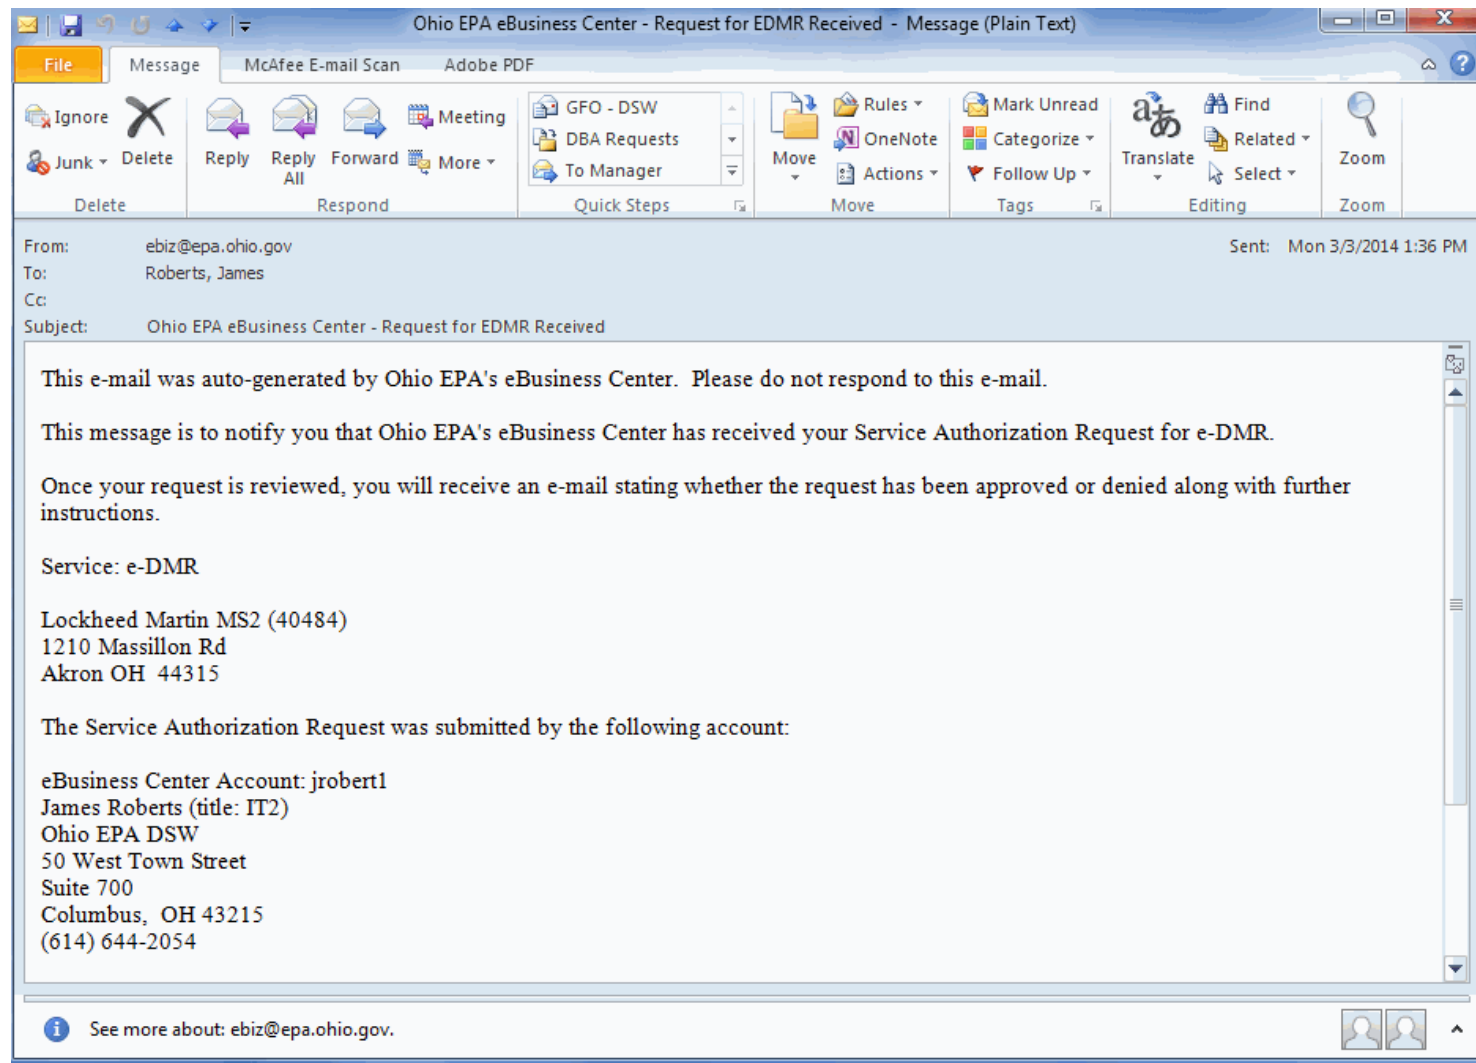 Ohio EPA eBusiness Center - Request for EDMR Received - Message (Plain Text)
File Message McAfee E-mail Scan Adobe PDF
Ignore
Junk
Delete
Delete
Reply
Reply All
Forward
Meeting
More
Respond
GFO - DSW
DBA Requests
To Manager
Quick Steps
Move
Rules
OneNote
Actions
Move
Mark Unread
Categorize
Follow Up
Tags
Translate
Find
Related
Select
Editing
Zoom
Zoom
From: ebiz@epa.ohio.gov Sent: Mon 3/3/2014 1:36 PM
To: Roberts, James
Cc:
Subject: Ohio EPA eBusiness Center - Request for EDMR Received
This e-mail was auto-generated by Ohio EPA's eBusiness Center.  Please do not respond to this e-mail.
This message is to notify you that Ohio EPA's eBusiness Center has received your Service Authorization Request for e-DMR.
Once your request is reviewed, you will receive an e-mail stating whether the request has been approved or denied along with further
instructions.
Service: e-DMR
Lockheed Martin MS2 (40484)
1210 Massillon Rd
Akron OH  44315
The Service Authorization Request was submitted by the following account:
eBusiness Center Account: jrobert1
James Roberts (title: IT2)
Ohio EPA DSW
50 West Town Street
Suite 700
Columbus,  OH 43215
(614) 644-2054
See more about: ebiz@epa.ohio.gov.